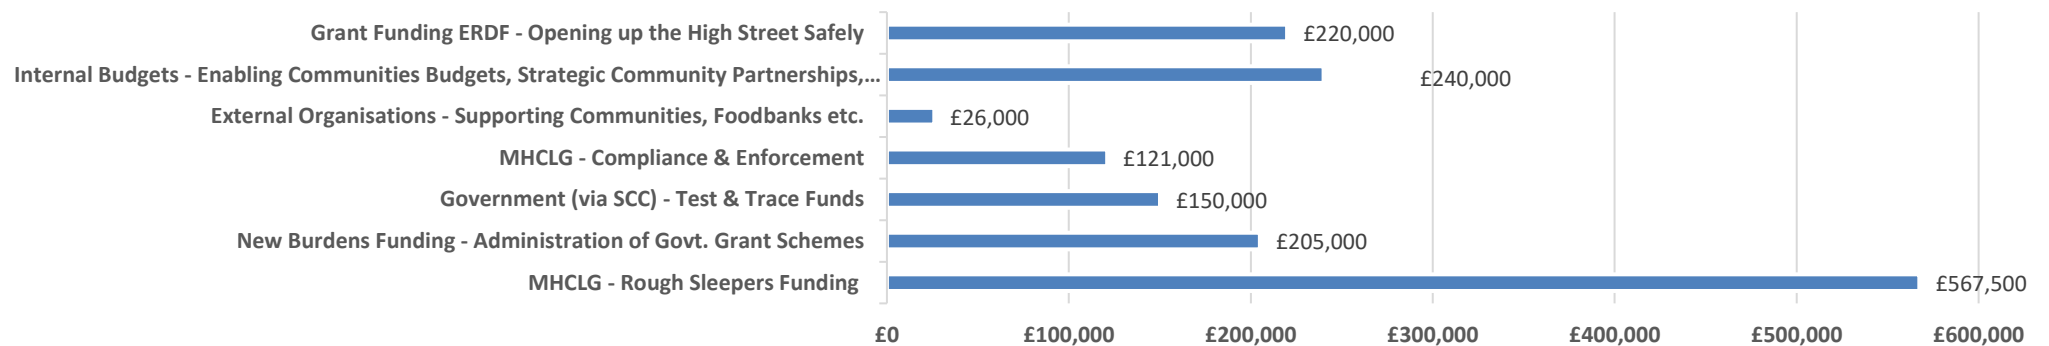 Grant Funding ERDF - Opening up the High Street Safely £220,000
Internal Budgets - Enabling Communities Budgets, Strategic Community Partnerships,... £240,000
External Organisations - Supporting Communities, Foodbanks etc. £26,000
MHCLG - Compliance & Enforcement £121,000
Government (via SCC) - Test & Trace Funds £150,000
New Burdens Funding - Administration of Govt. Grant Schemes £205,000
MHCLG - Rough Sleepers Funding £567,500
£0 £100,000 £200,000 £300,000 £400,000 £500,000 £600,000